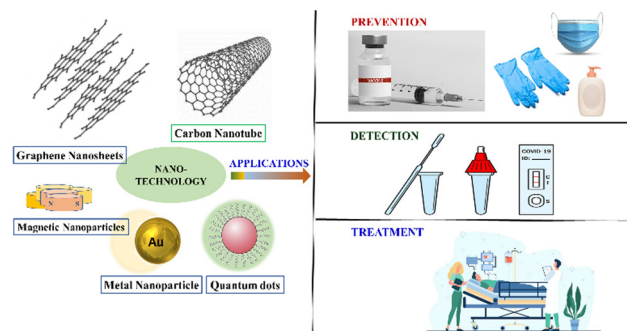 Graphene Nanosheets
Carbon Nanotube
NANO-
TECHNOLOGY
APPLICATIONS
N S
Magnetic Nanoparticles
Au
Metal Nanoparticle
Quantum dots
PREVENTION
DETECTION
COVID-19
ID:
C
T
S
TREATMENT